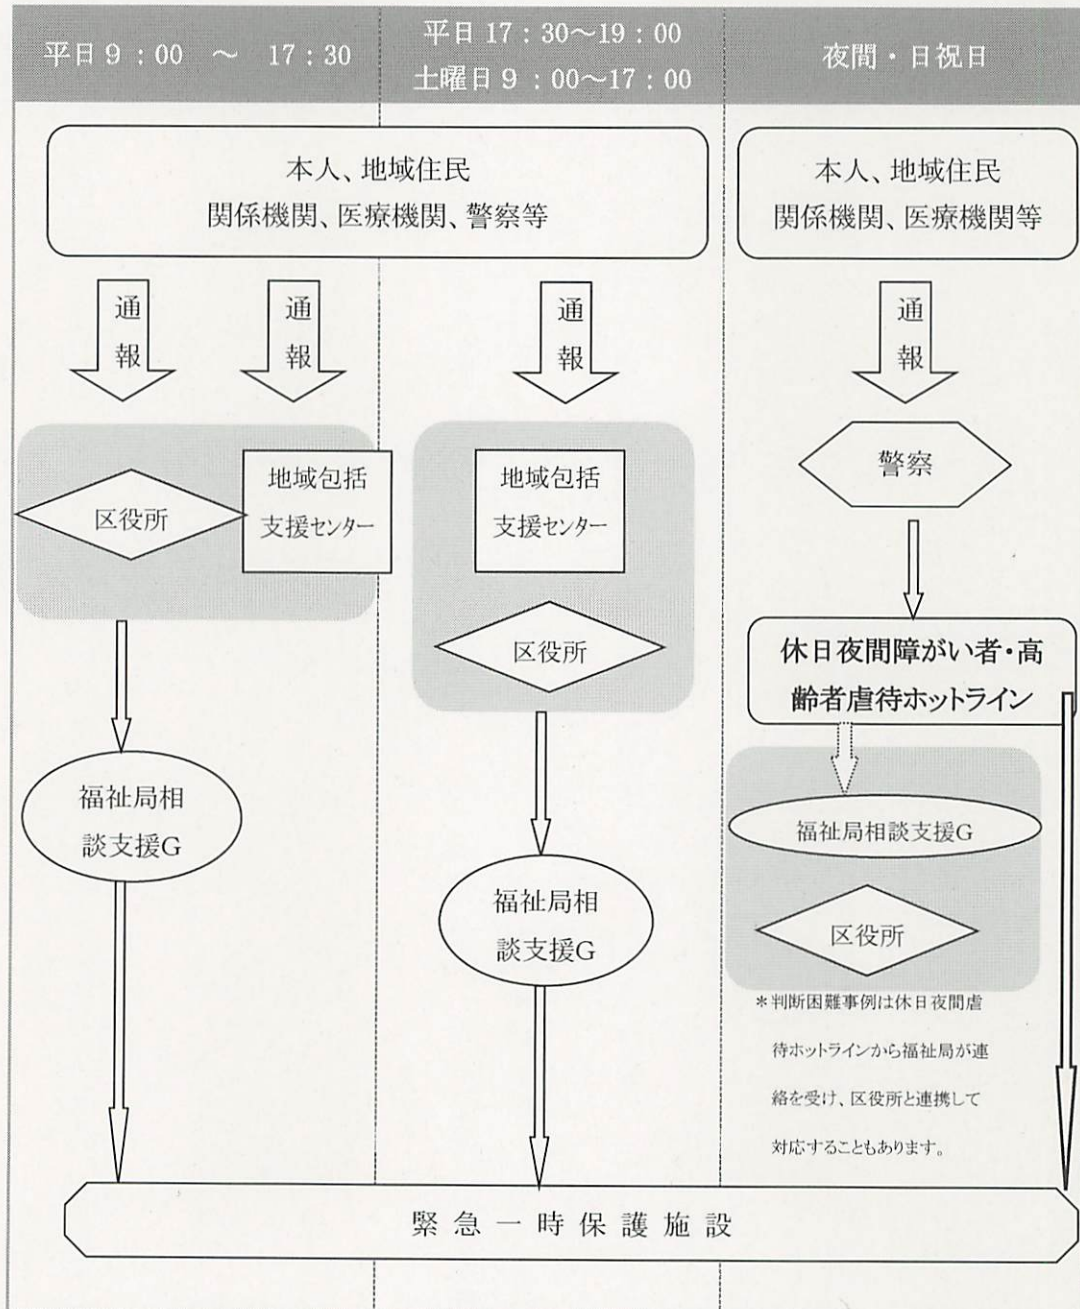 平日 9：00　～　17：30
平日 17：30～19：00
土曜日 9：00～17：00
夜間・日祝日
本人、地域住民
関係機関、医療機関、警察等
本人、地域住民
関係機関、医療機関等
通
報
通
報
通
報
通
報
区役所
地域包括
支援センター
地域包括
支援センター
区役所
警察
休日夜間障がい者・高
齢者虐待ホットライン
福祉局相
談支援G
福祉局相
談支援G
福祉局相談支援G
区役所
＊判断困難事例は休日夜間虐
待ホットラインから福祉局が連
絡を受け、区役所と連携して
対応することもあります。
緊急一時保護施設